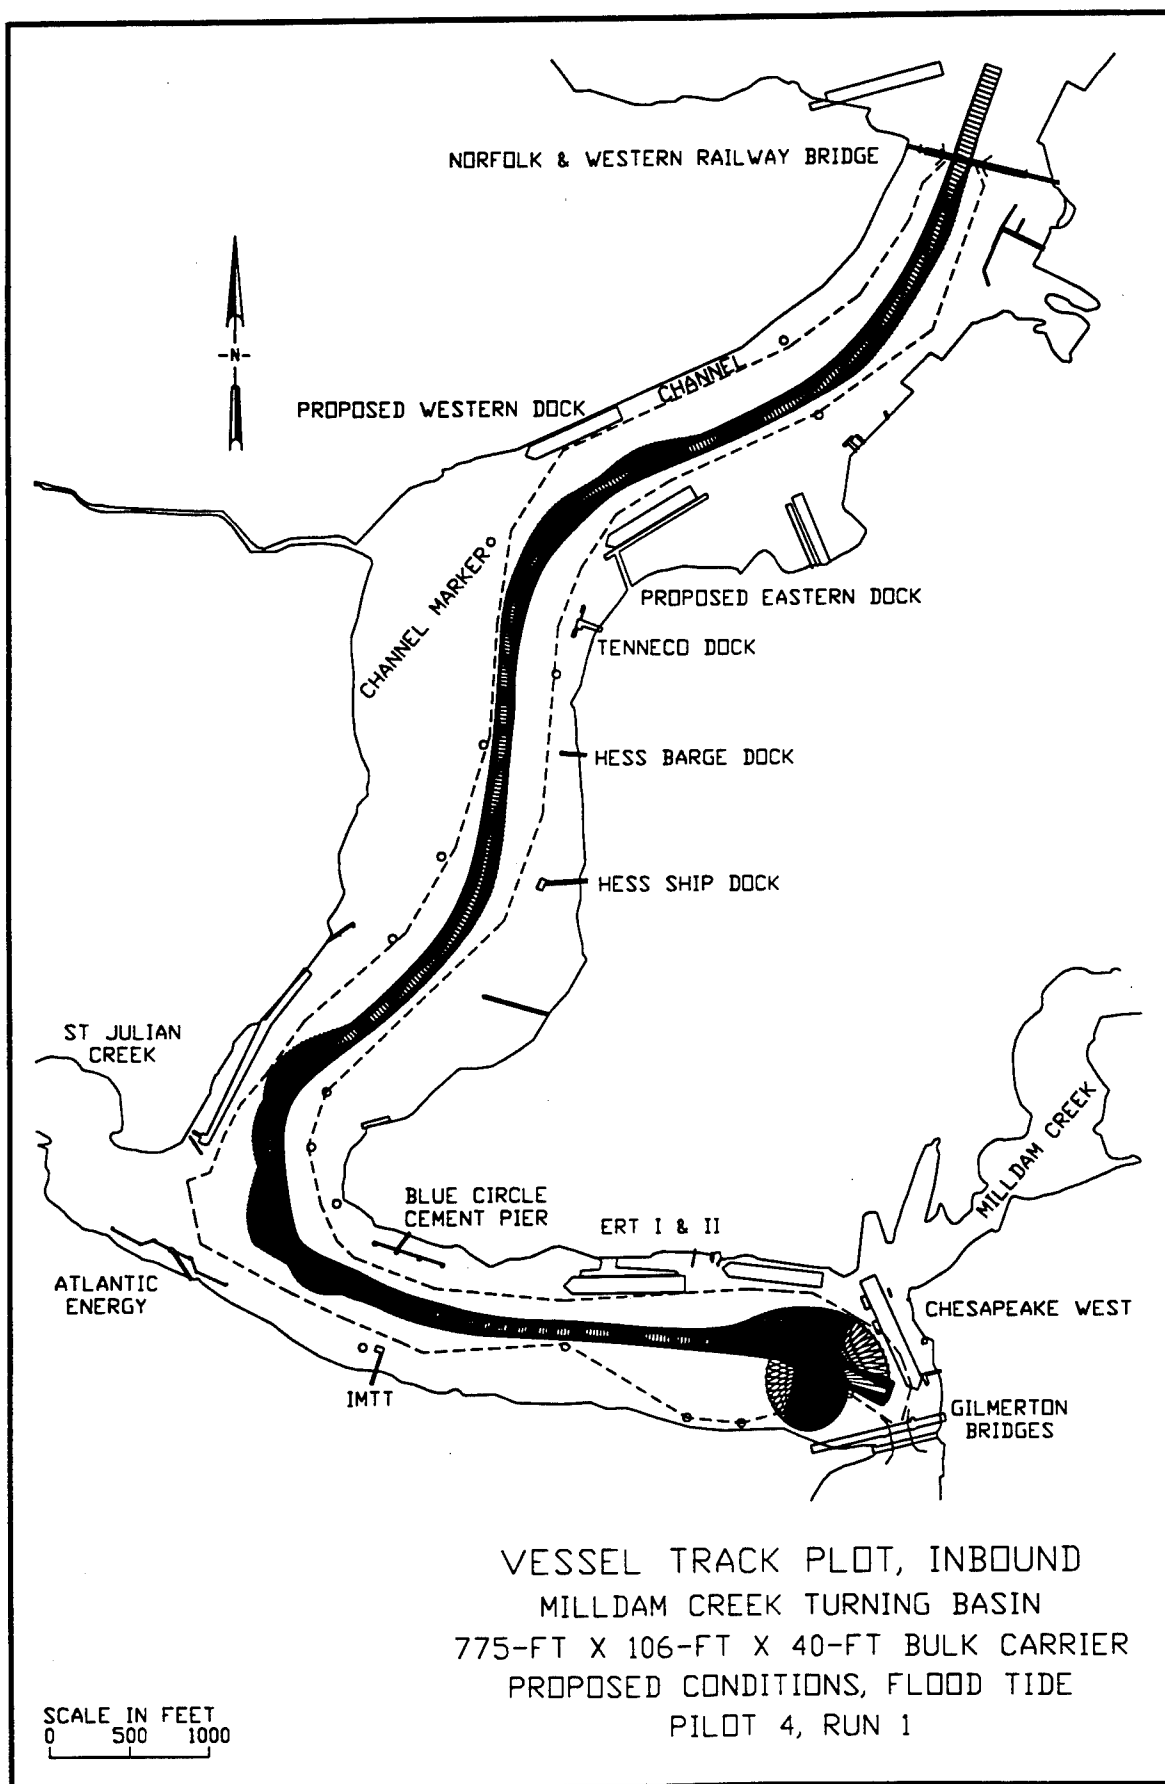 NORFOLK & WESTERN RAILWAY BRIDGE
-N-
CHANNEL
PROPOSED WESTERN DOCK
CHANNEL MARKER
PROPOSED EASTERN DOCK
TENNECO DOCK
HESS BARGE DOCK
HESS SHIP DOCK
ST JULIAN
CREEK
MILLDAM CREEK
BLUE CIRCLE
CEMENT PIER
ERT I & II
ATLANTIC
ENERGY
CHESAPEAKE WEST
IMTT
GILMERTON
BRIDGES
VESSEL TRACK PLOT, INBOUND
MILLDAM CREEK TURNING BASIN
775-FT X 106-FT X 40-FT BULK CARRIER
PROPOSED CONDITIONS, FLOOD TIDE
PILOT 4, RUN 1
SCALE IN FEET
0 500 1000